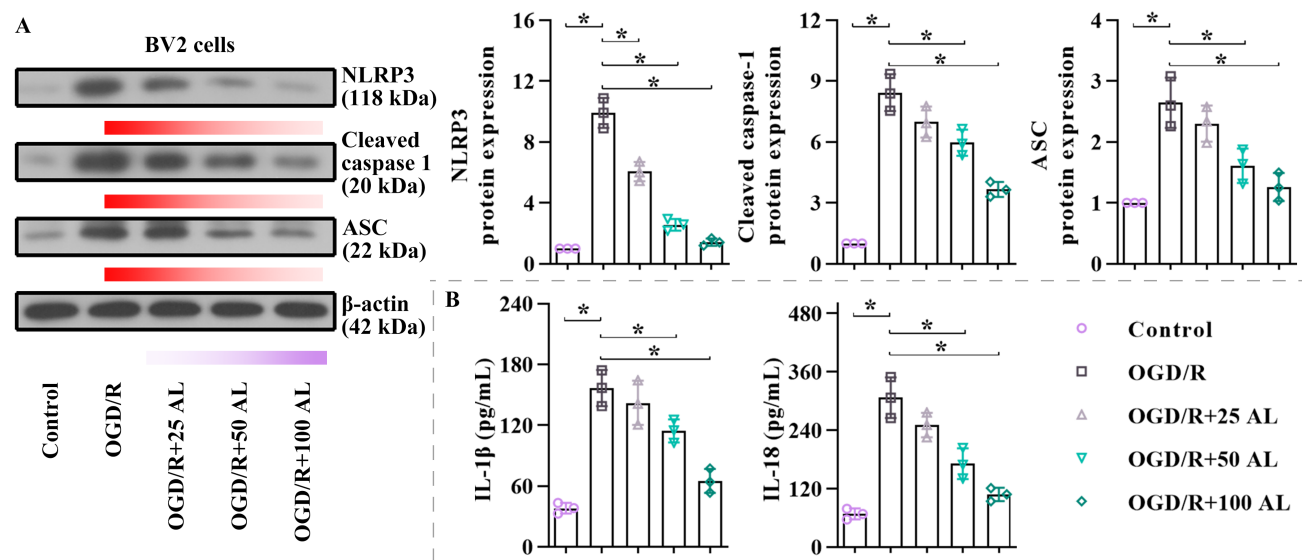 A
BV2 cells
NLRP3
(118 kDa)
Cleaved
caspase 1
(20 kDa)
ASC
(22 kDa)
β-actin
(42 kDa)
Control
OGD/R
OGD/R+25 AL
OGD/R+50 AL
OGD/R+100 AL
NLRP3
protein expression
16
12
8
4
0
*
*
*
*
Cleaved caspase-1
protein expression
12
9
6
3
0
*
*
*
ASC
protein expression
4
3
2
1
0
*
*
*
B
IL-1β (pg/mL)
240
180
120
60
0
*
*
*
IL-18 (pg/mL)
480
360
240
120
0
*
*
*
Control
OGD/R
OGD/R+25 AL
OGD/R+50 AL
OGD/R+100 AL